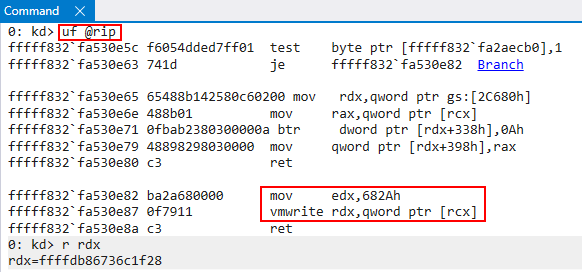 Command X
0: kd> uf @rip
fffff832`fa530e5c f6054dded7ff01 test byte ptr [fffff832`fa2aecb0],1
fffff832`fa530e63 741d je fffff832`fa530e82 Branch
fffff832`fa530e65 65488b142580c60200 mov rdx,qword ptr gs:[2C680h]
fffff832`fa530e6e 488b01 mov rax,qword ptr [rcx]
fffff832`fa530e71 0fbab2380300000a btr dword ptr [rdx+338h],0Ah
fffff832`fa530e79 48898298030000 mov qword ptr [rdx+398h],rax
fffff832`fa530e80 c3 ret
fffff832`fa530e82 ba2a680000 mov edx,682Ah
fffff832`fa530e87 0f7911 vmwrite rdx,qword ptr [rcx]
fffff832`fa530e8a c3 ret
0: kd> r rdx
rdx=ffffdb86736c1f28